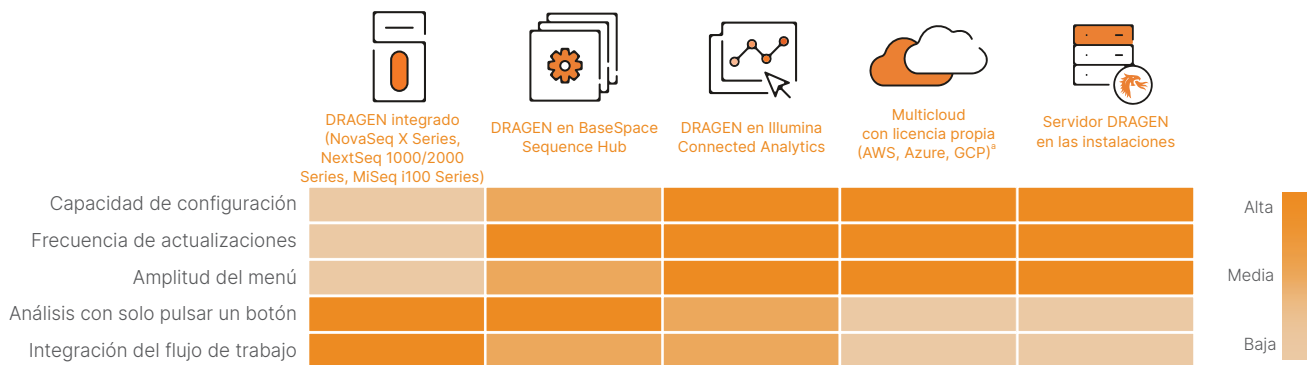 DRAGEN integrado
(NovaSeq X Series,
NextSeq 1000/2000
Series, MiSeq i100 Series)
DRAGEN en BaseSpace
Sequence Hub
DRAGEN en Illumina
Connected Analytics
Multicloud
con licencia propia
(AWS, Azure, GCP)ª
Servidor DRAGEN
en las instalaciones
Capacidad de configuración
Frecuencia de actualizaciones
Amplitud del menú
Análisis con solo pulsar un botón
Integración del flujo de trabajo
Alta
Media
Baja